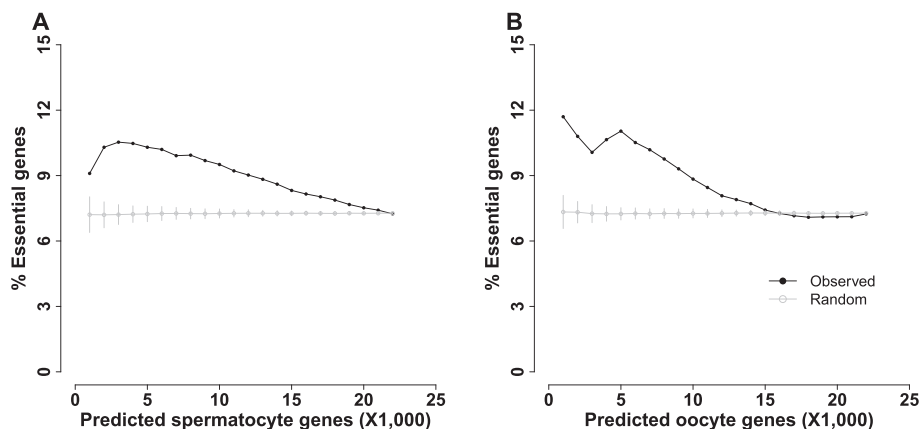 A
15
12
9
6
3
0
% Essential genes
0 5 10 15 20 25
Predicted spermatocyte genes (X1,000)
B
15
12
9
6
3
0
% Essential genes
Observed
Random
0 5 10 15 20 25
Predicted oocyte genes (X1,000)